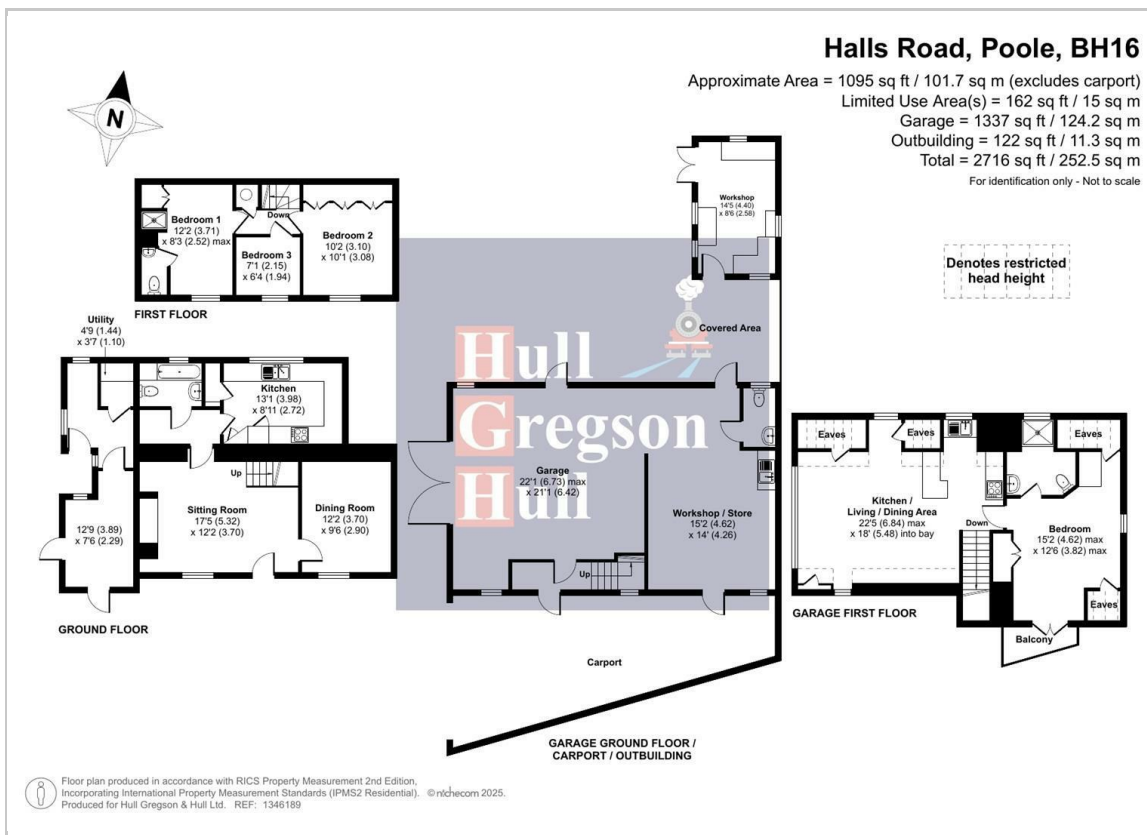 Halls Road, Poole, BH16
Approximate Area = 1095 sq ft / 101.7 sq m (excludes carport)
Limited Use Area(s) = 162 sq ft / 15 sq m
Garage = 1337 sq ft / 124.2 sq m
Outbuilding = 122 sq ft / 11.3 sq m
Total = 2716 sq ft / 252.5 sq m
For identification only - Not to scale
N
Bedroom 1
12'2 (3.71)
x 8'3 (2.52) max
Down
Bedroom 2
10'2 (3.10)
x 10'1 (3.08)
Bedroom 3
7'1 (2.15)
x 6'4 (1.94)
FIRST FLOOR
Workshop
14'5 (4.40)
x 8'6 (2.58)
Denotes restricted
head height
Covered Area
Hull
Gregson
Hull
Utility
4'9 (1.44)
x 3'7 (1.10)
Kitchen
13'1 (3.98)
x 8'11 (2.72)
Up
Sitting Room
17'5 (5.32)
x 12'2 (3.70)
Dining Room
12'2 (3.70)
x 9'6 (2.90)
12'9 (3.89)
x 7'6 (2.29)
GROUND FLOOR
Garage
22'1 (6.73) max
x 21'1 (6.42)
Workshop / Store
15'2 (4.62)
x 14' (4.26)
Up
Carport
GARAGE GROUND FLOOR /
CARPORT / OUTBUILDING
Eaves
Eaves
Eaves
Kitchen /
Living / Dining Area
22'5 (6.84) max
x 18' (5.48) into bay
Down
Bedroom
15'2 (4.62) max
x 12'6 (3.82) max
Eaves
GARAGE FIRST FLOOR
Balcony
Floor plan produced in accordance with RICS Property Measurement 2nd Edition,
Incorporating International Property Measurement Standards (IPMS2 Residential). ©nichecom 2025.
Produced for Hull Gregson & Hull Ltd. REF: 1346189